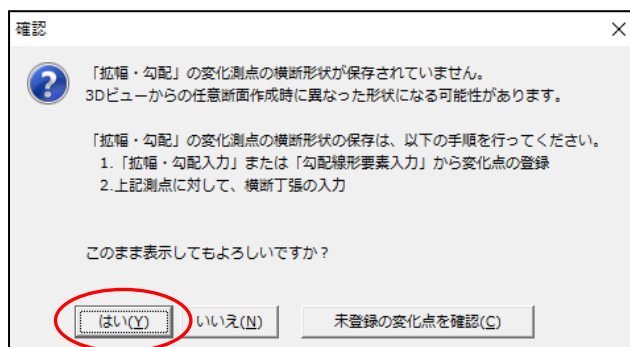 確認
「拡幅・勾配」の変化測点の横断形状が保存されていません。
3Dビューからの任意断面作成時に異なった形状になる可能性があります。
「拡幅・勾配」の変化測点の横断形状の保存は、以下の手順を行ってください。
1.「拡幅・勾配入力」または「勾配線形要素入力」から変化点の登録
2.上記測点に対して、横断丁張の入力
このまま表示してもよろしいですか？
はい(Y) いいえ(N) 未登録の変化点を確認(C)